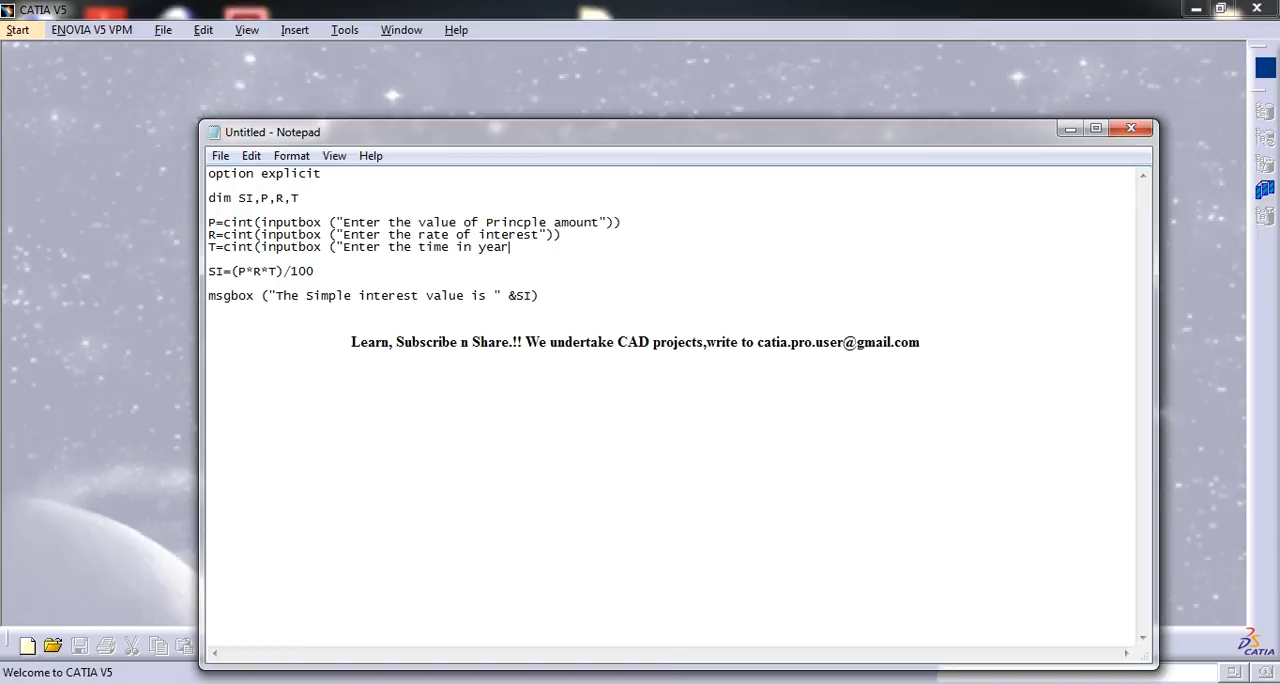 CATIA V5
Start ENOVIA V5 VPM File Edit View Insert Tools Window Help
Untitled - Notepad
File Edit Format View Help
option explicit
dim SI,P,R,T
P=cint(inputbox ("Enter the value of Princple amount"))
R=cint(inputbox ("Enter the rate of interest"))
T=cint(inputbox ("Enter the time in year
SI=(P*R*T)/100
msgbox ("The Simple interest value is " &SI)
Learn, Subscribe n Share.!! We undertake CAD projects,write to catia.pro.user@gmail.com
CATIA
Welcome to CATIA V5